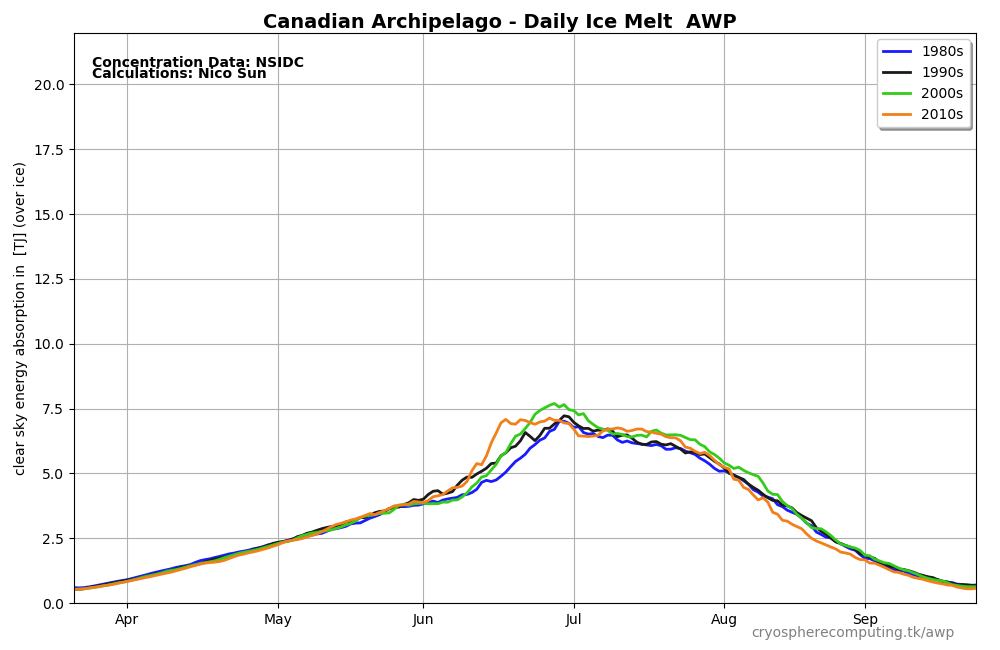 Canadian Archipelago - Daily Ice Melt  AWP
Concentration Data: NSIDC
Calculations: Nico Sun
1980s
1990s
2000s
2010s
clear sky energy absorption in  [TJ] (over ice)
20.0
17.5
15.0
12.5
10.0
7.5
5.0
2.5
0.0
Apr
May
Jun
Jul
Aug
Sep
cryospherecomputing.tk/awp